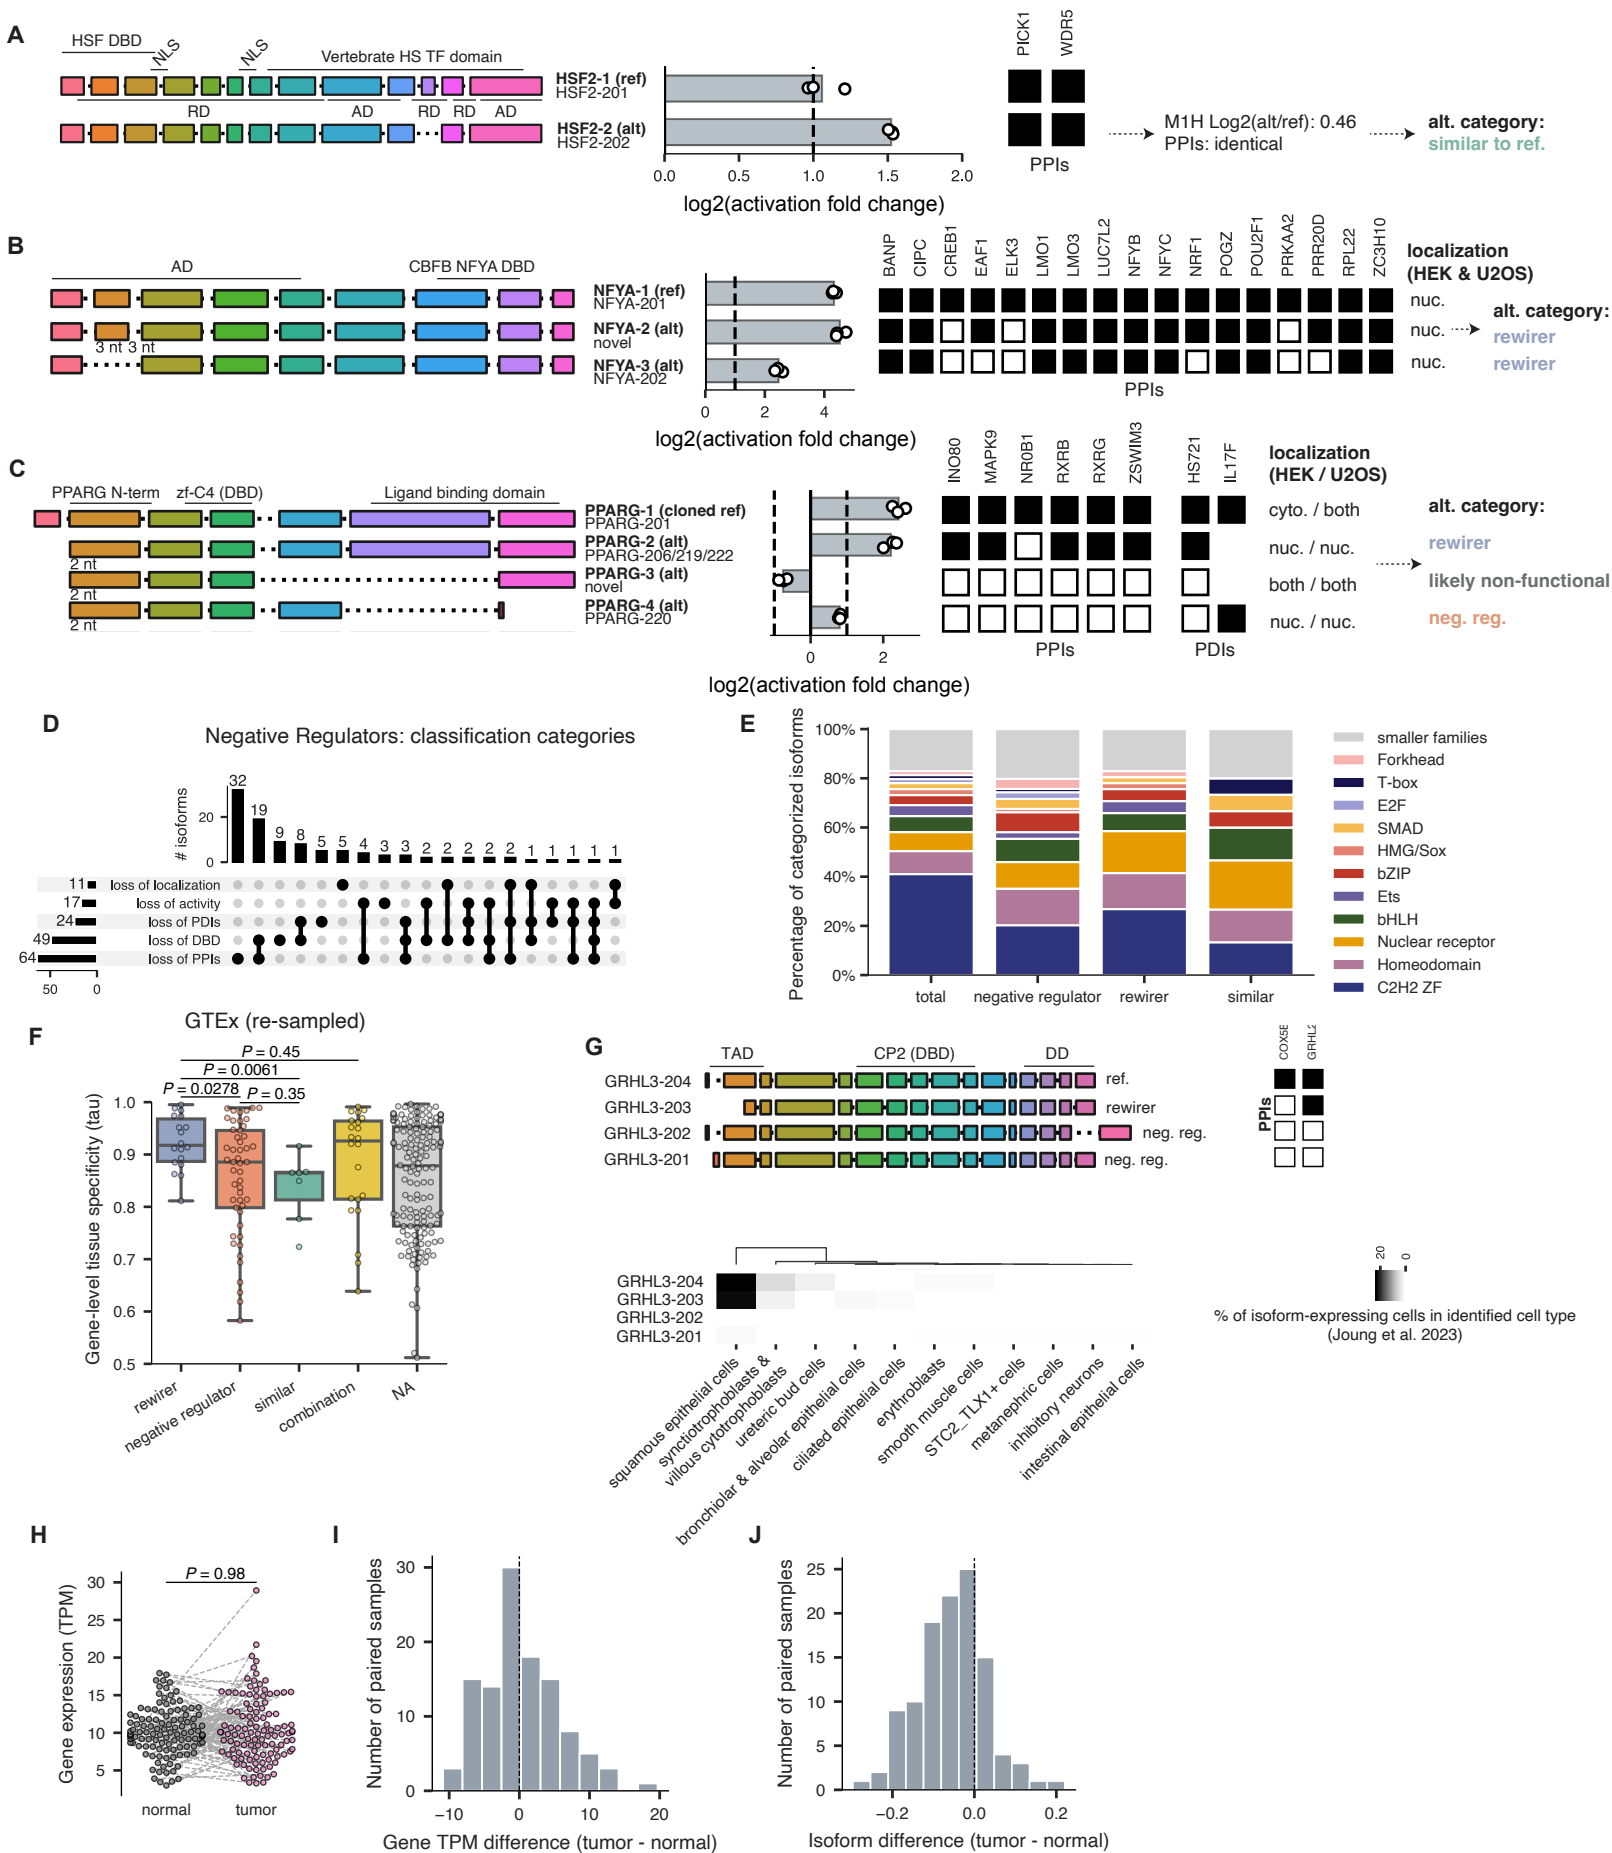 A
HSF DBD
NLS
NLS
Vertebrate HS TF domain
RD
AD
RD
RD
AD
HSF2-1 (ref)
HSF2-201
HSF2-2 (alt)
HSF2-202
0.0
0.5
1.0
1.5
2.0
log2(activation fold change)
PICK1
WDR5
PPIs
M1H Log2(alt/ref): 0.46
PPIs: identical
alt. category:
similar to ref.
B
AD
CBFB NFYA DBD
3 nt 3 nt
NFYA-1 (ref)
NFYA-201
NFYA-2 (alt)
novel
NFYA-3 (alt)
NFYA-202
0
2
4
log2(activation fold change)
BANP
CIPC
CREB1
EAF1
ELK3
LMO1
LMO3
LUC7L2
NFYB
NFYC
NRF1
POGZ
POU2F1
PRKAA2
PRR20D
RPL22
ZC3H10
PPIs
localization
(HEK & U2OS)
nuc.
nuc.
nuc.
alt. category:
rewirer
rewirer
C
PPARG N-term
zf-C4 (DBD)
Ligand binding domain
2 nt
2 nt
2 nt
PPARG-1 (cloned ref)
PPARG-201
PPARG-2 (alt)
PPARG-206/219/222
PPARG-3 (alt)
novel
PPARG-4 (alt)
PPARG-220
0
2
log2(activation fold change)
INO80
MAPK9
NR0B1
RXRB
RXRG
ZSWIM3
PPIs
HS721
IL17F
PDIs
localization
(HEK / U2OS)
cyto. / both
nuc. / nuc.
both / both
nuc. / nuc.
alt. category:
rewirer
likely non-functional
neg. reg.
D
Negative Regulators: classification categories
# isoforms
20
0
32
19
9
8
5
5
4
3
3
2
2
2
2
2
1
1
1
1
1
11
loss of localization
17
loss of activity
24
loss of PDIs
49
loss of DBD
64
loss of PPIs
50
0
E
Percentage of categorized isoforms
100%
80%
60%
40%
20%
0%
total
negative regulator
rewirer
similar
smaller families
Forkhead
T-box
E2F
SMAD
HMG/Sox
bZIP
Ets
bHLH
Nuclear receptor
Homeodomain
C2H2 ZF
F
GTEx (re-sampled)
P = 0.45
P = 0.0061
P = 0.0278
P = 0.35
Gene-level tissue specificity (tau)
1.0
0.9
0.8
0.7
0.6
0.5
rewirer
negative regulator
similar
combination
NA
G
TAD
CP2 (DBD)
DD
GRHL3-204
ref.
GRHL3-203
rewirer
GRHL3-202
neg. reg.
GRHL3-201
neg. reg.
GRHL2
PPIs
GRHL3-204
GRHL3-203
GRHL3-202
GRHL3-201
squamous epithelial cells
synctiotrophoblasts &
villous cytotrophoblasts
ureteric bud cells
bronchiolar & alveolar epithelial cells
ciliated epithelial cells
erythroblasts
smooth muscle cells
STC2_TLX1+ cells
metanephric cells
inhibitory neurons
intestinal epithelial cells
20
0
% of isoform-expressing cells in identified cell type
(Joung et al. 2023)
H
P = 0.98
Gene expression (TPM)
30
25
20
15
10
5
normal
tumor
I
Number of paired samples
30
20
10
0
−10
0
10
20
Gene TPM difference (tumor - normal)
J
Number of paired samples
25
20
15
10
5
0
−0.2
0.0
0.2
Isoform difference (tumor - normal)